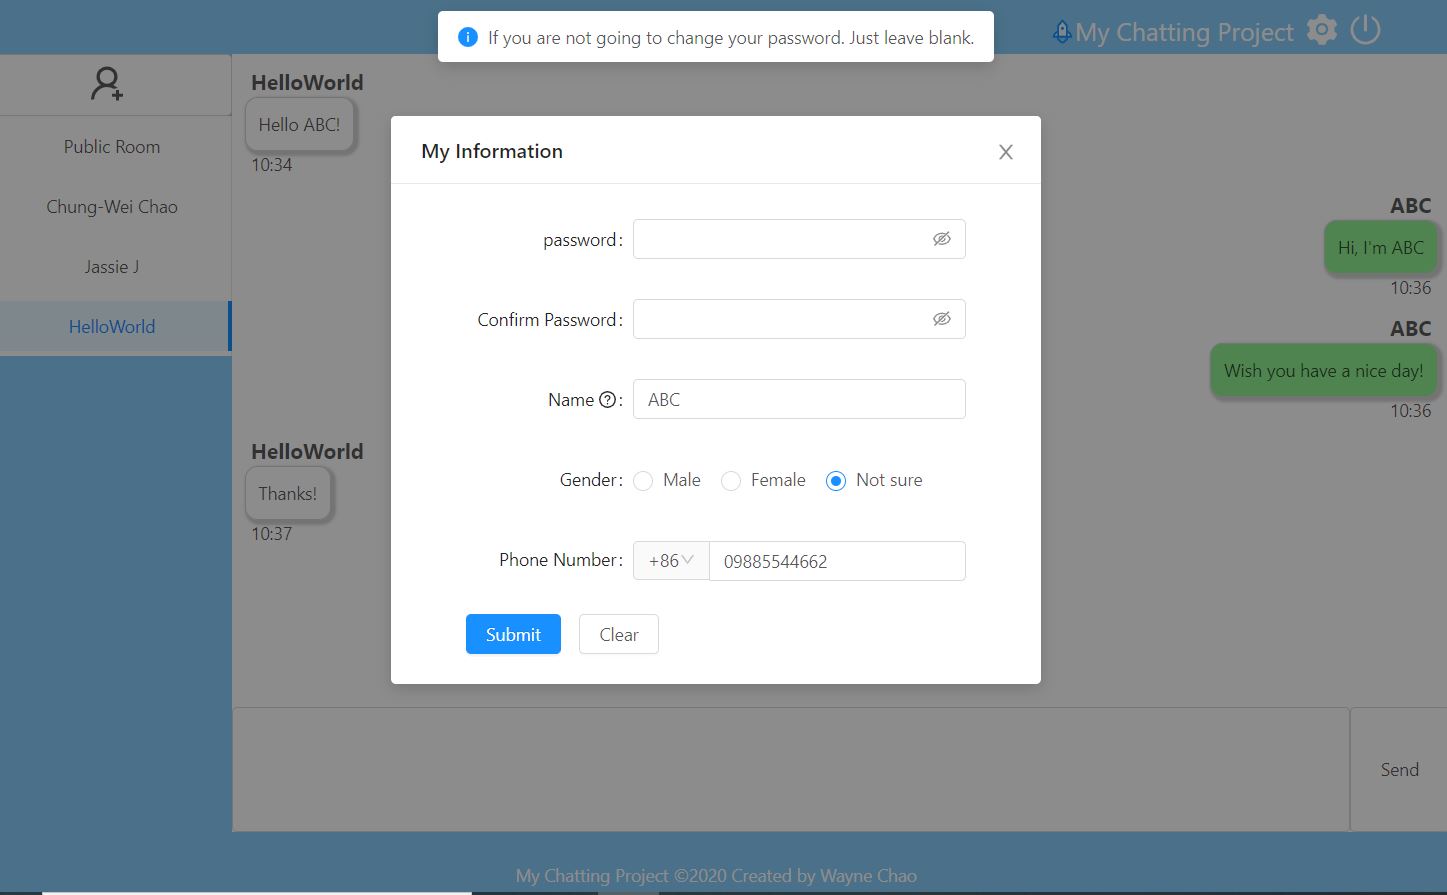 If you are not going to change your password. Just leave blank.
My Chatting Project
HelloWorld
Hello ABC!
10:34
Public Room
Chung-Wei Chao
Jassie J
HelloWorld
ABC
Hi, I'm ABC
10:36
ABC
Wish you have a nice day!
10:36
HelloWorld
Thanks!
10:37
My Information
password:
Confirm Password:
Name ?: ABC
Gender: Male Female Not sure
Phone Number: +86 09885544662
Submit Clear
Send
My Chatting Project ©2020 Created by Wayne Chao